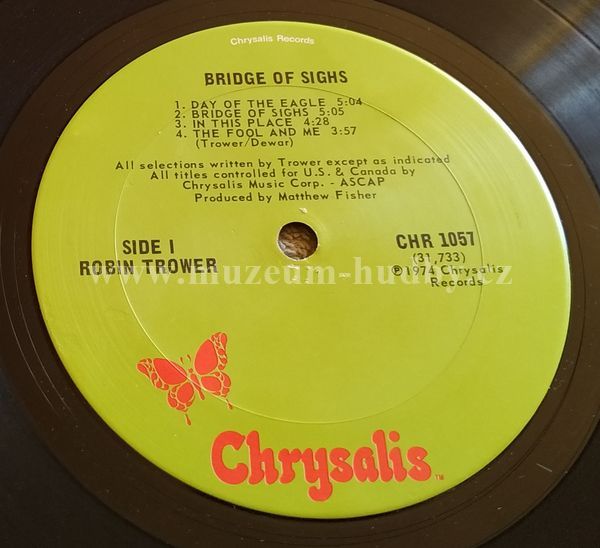 Chrysalis Records
BRIDGE OF SIGHS
1. DAY OF THE EAGLE 5:04
2. BRIDGE OF SIGHS 5:05
3. IN THIS PLACE 4:28
4. THE FOOL AND ME 3:57
(Trower/Dewar)
All selections written by Trower except as indicated
All titles controlled for U.S. & Canada by
Chrysalis Music Corp. - ASCAP
Produced by Matthew Fisher
SIDE I
ROBIN TROWER
CHR 1057
(31,733)
℗1974 Chrysalis
Records
www.muzeum-hudby.cz
Chrysalis™